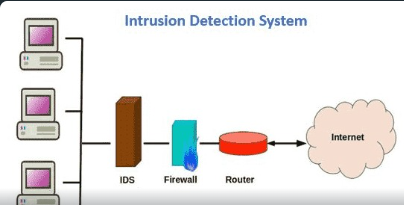 Intrusion Detection System
Internet
IDS Firewall Router